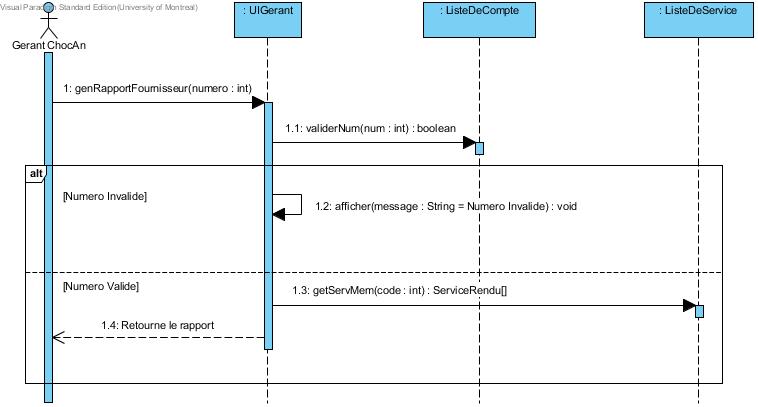 Visual Paradigm Standard Edition(University of Montreal)
: UIGerant
: ListeDeCompte
: ListeDeService
Gerant ChocAn
1: genRapportFournisseur(numero : int)
1.1: validerNum(num : int) : boolean
alt
[Numero Invalide]
1.2: afficher(message : String = Numero Invalide) : void
[Numero Valide]
1.3: getServMem(code : int) : ServiceRendu[]
1.4: Retourne le rapport